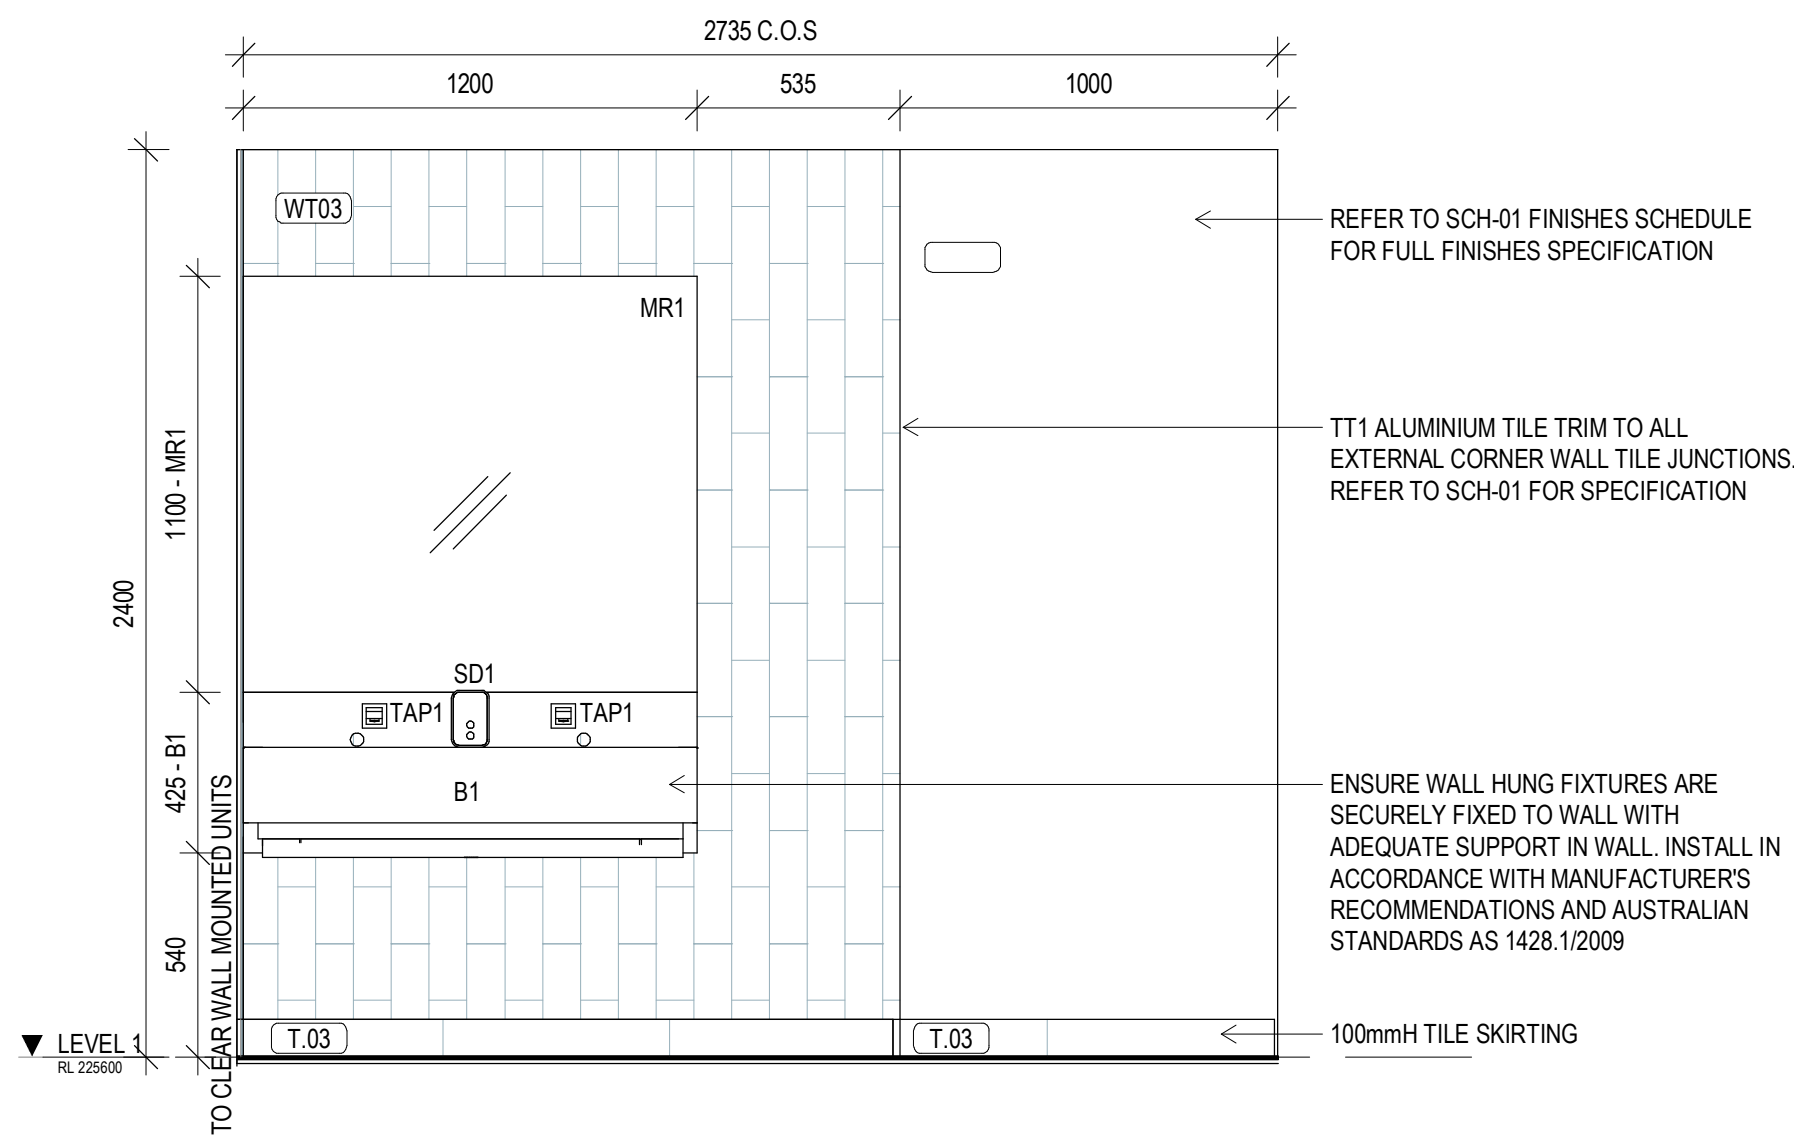 2735 C.O.S
1200
535
1000
WT03
REFER TO SCH-01 FINISHES SCHEDULE
FOR FULL FINISHES SPECIFICATION
MR1
1100 - MR1
TT1 ALUMINIUM TILE TRIM TO ALL
EXTERNAL CORNER WALL TILE JUNCTIONS.
REFER TO SCH-01 FOR SPECIFICATION
2400
SD1
TAP1
TAP1
425 - B1
B1
ENSURE WALL HUNG FIXTURES ARE
SECURELY FIXED TO WALL WITH
ADEQUATE SUPPORT IN WALL. INSTALL IN
ACCORDANCE WITH MANUFACTURER'S
RECOMMENDATIONS AND AUSTRALIAN
STANDARDS AS 1428.1/2009
540
TO CLEAR WALL MOUNTED UNITS
LEVEL 1
RL 225600
T.03
T.03
100mmH TILE SKIRTING